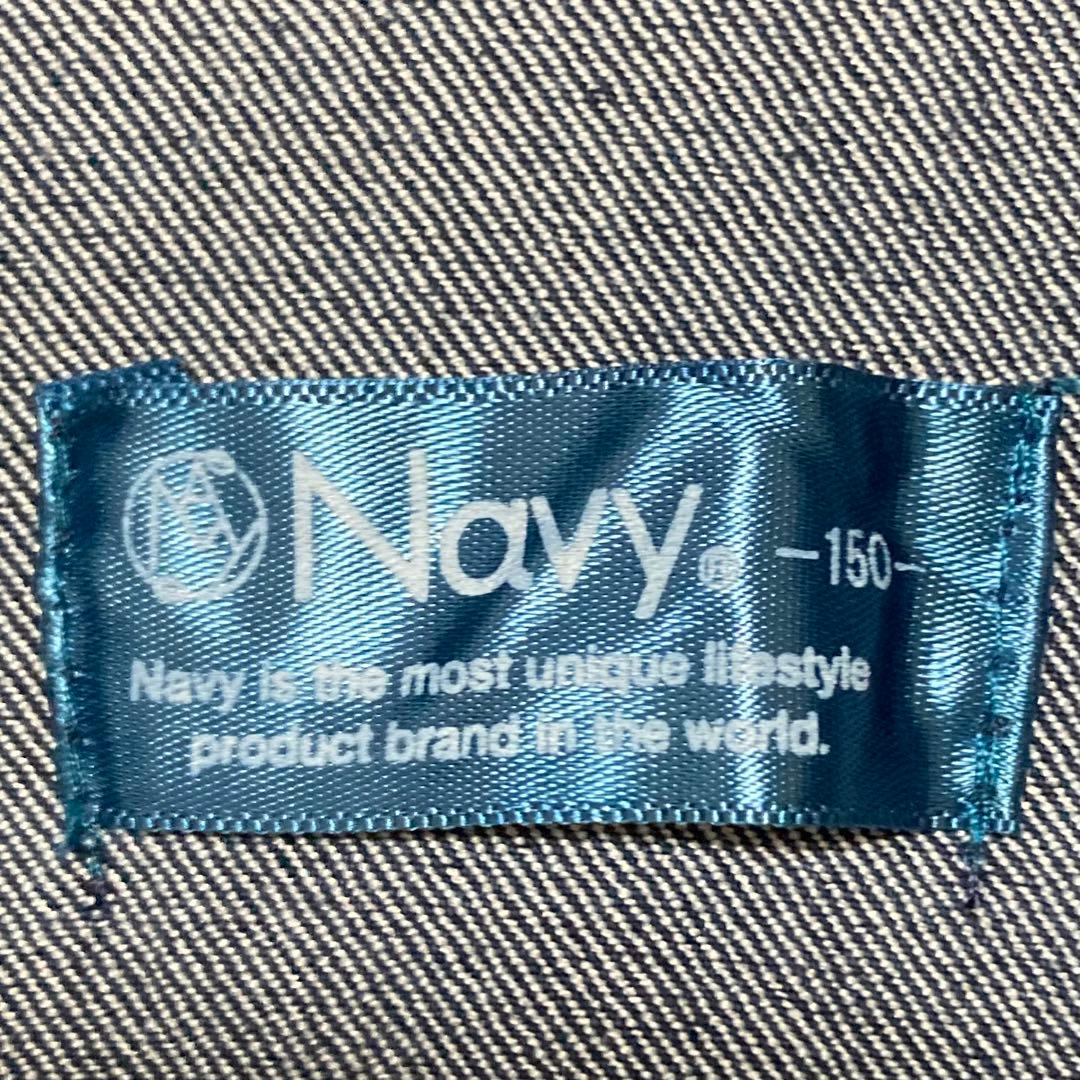 Navy® -150-
Navy is the most unique lifestyle
product brand in the world.